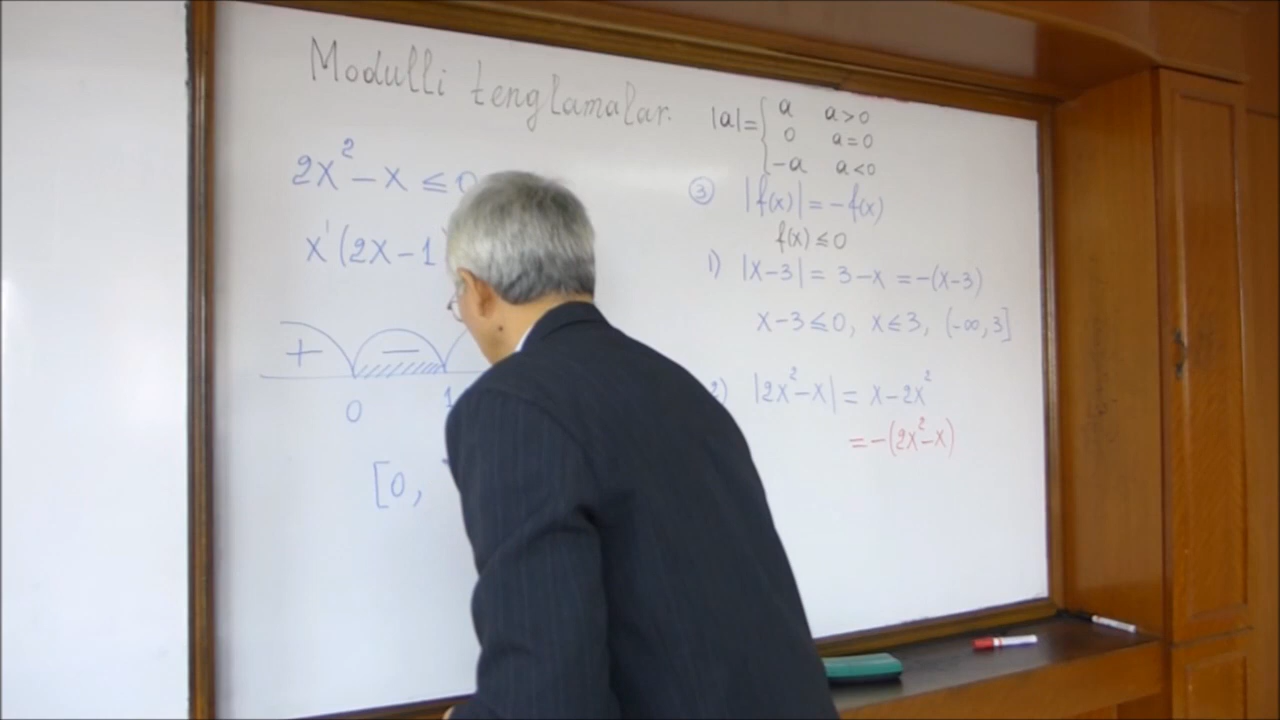 Modulli tenglamalar.
2x² − x ≤ 0
x(2x − 1
+ −
0 1
[0,
|a| = { a a > 0
0 a = 0
−a a < 0
③ |f(x)| = −f(x)
f(x) ≤ 0
1) |x−3| = 3−x = −(x−3)
x−3 ≤ 0, x ≤ 3, (−∞, 3]
2) |2x²−x| = x−2x²
= −(2x²−x)